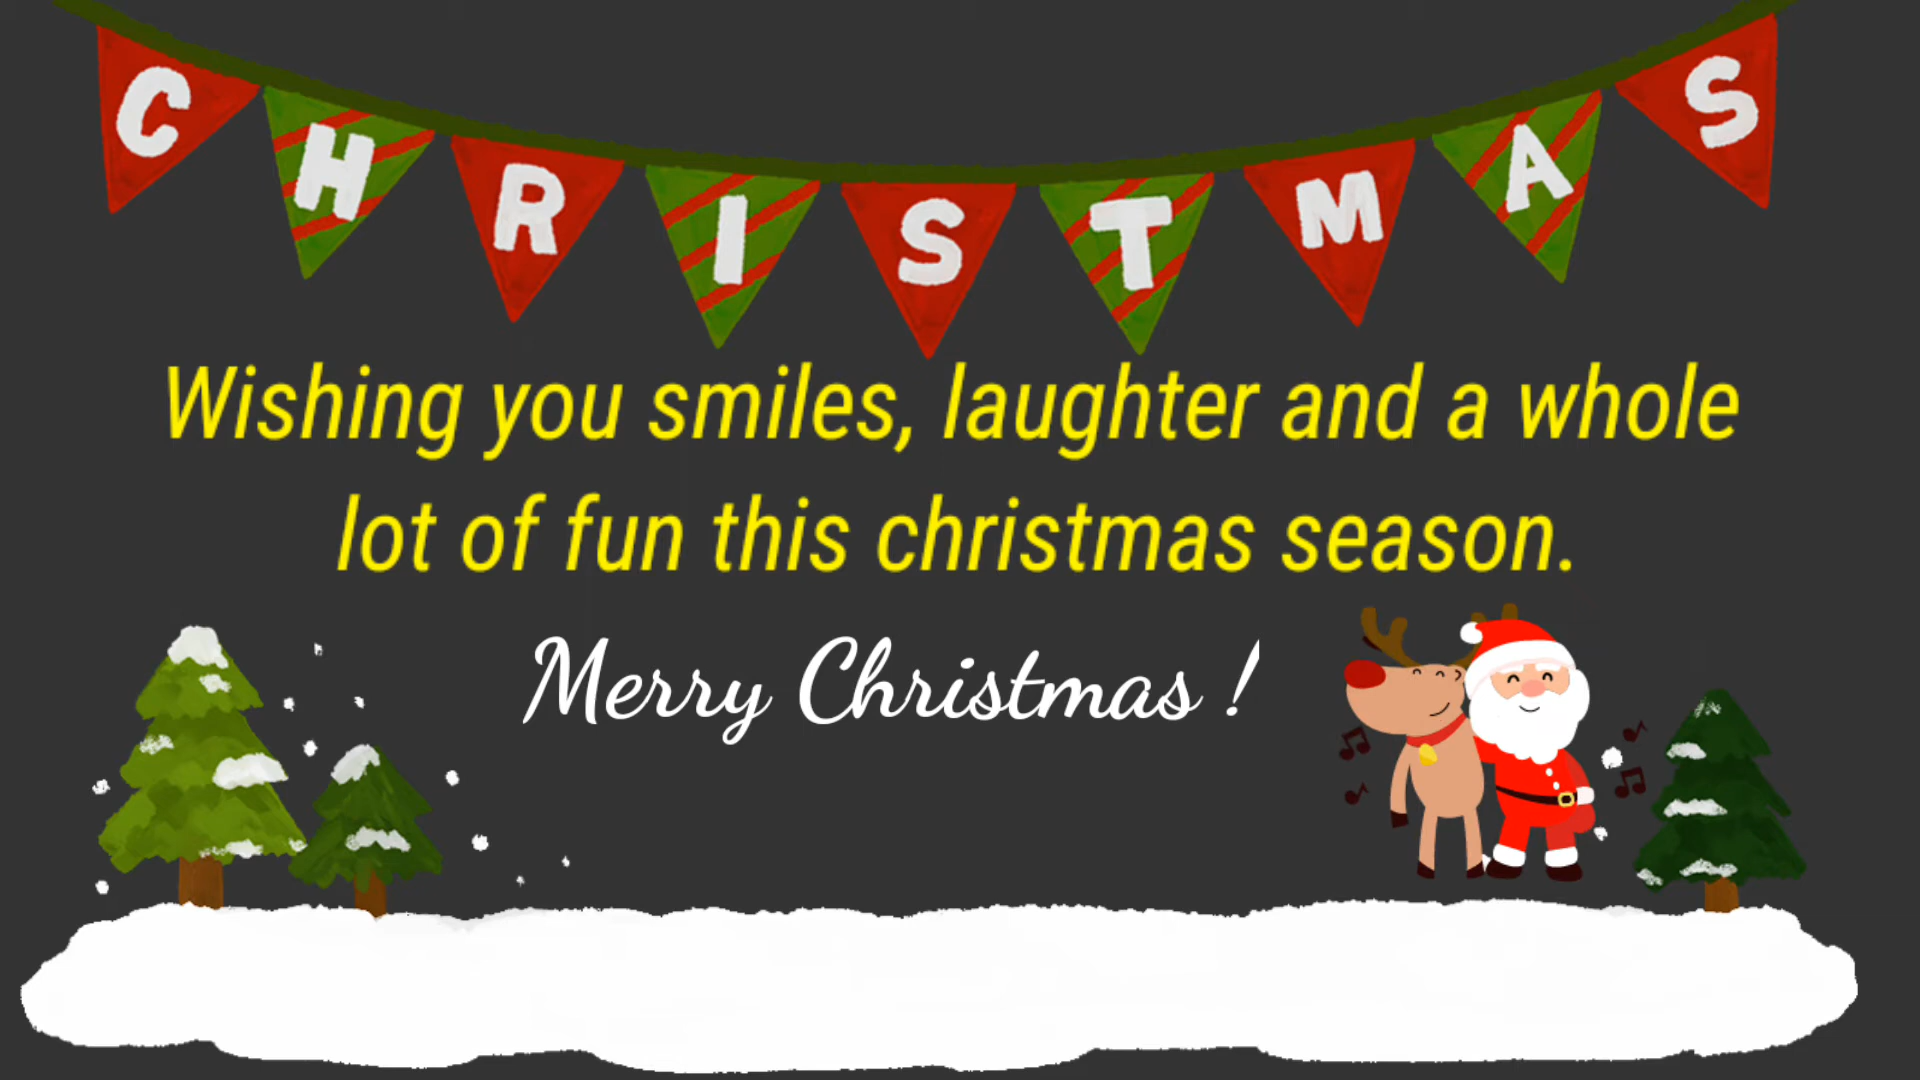 CHRISTMAS
Wishing you smiles, laughter and a whole
lot of fun this christmas season.
Merry Christmas !